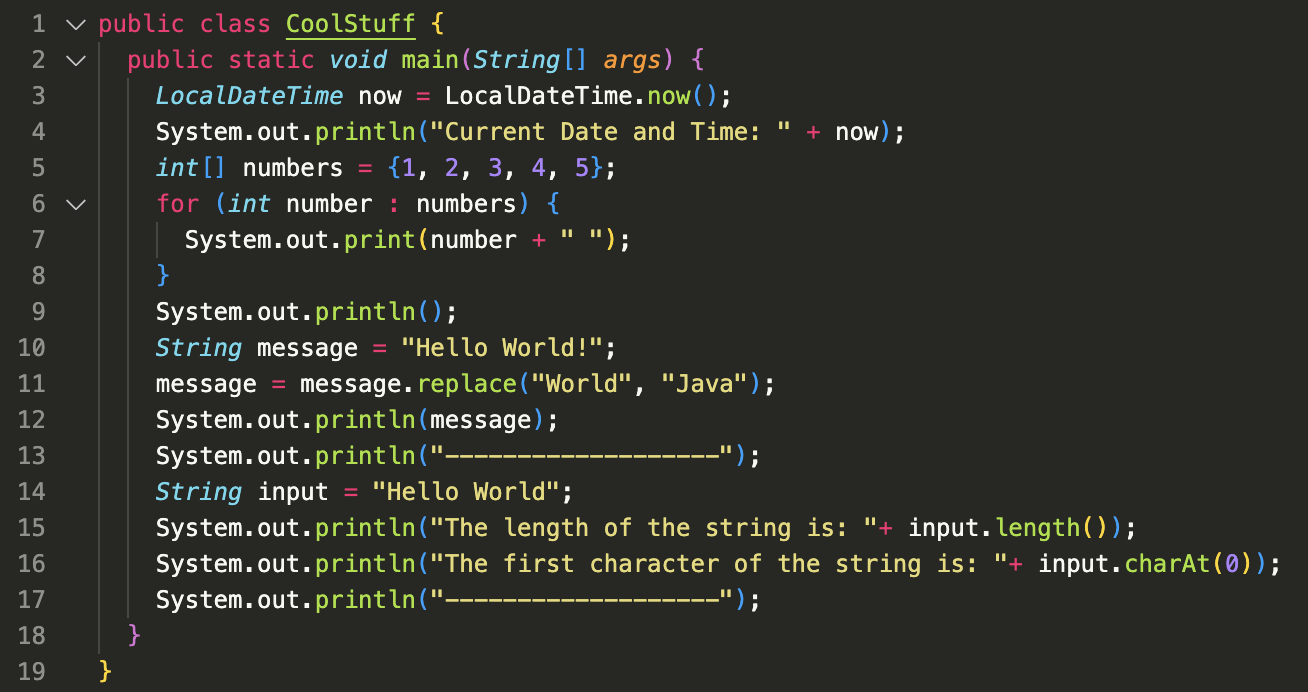 1 public class CoolStuff {
2 public static void main(String[] args) {
3 LocalDateTime now = LocalDateTime.now();
4 System.out.println("Current Date and Time: " + now);
5 int[] numbers = {1, 2, 3, 4, 5};
6 for (int number : numbers) {
7 System.out.print(number + " ");
8 }
9 System.out.println();
10 String message = "Hello World!";
11 message = message.replace("World", "Java");
12 System.out.println(message);
13 System.out.println("-------------------");
14 String input = "Hello World";
15 System.out.println("The length of the string is: "+ input.length());
16 System.out.println("The first character of the string is: "+ input.charAt(0));
17 System.out.println("-------------------");
18 }
19 }